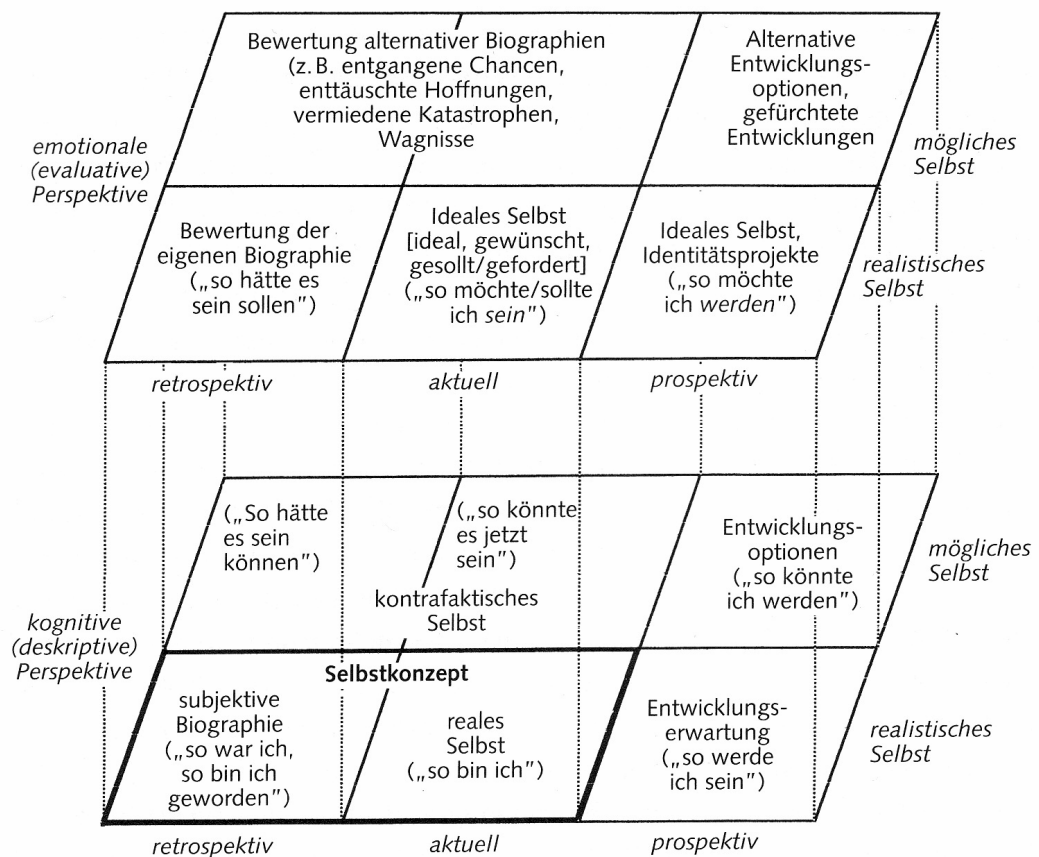 Bewertung alternativer Biographien
(z. B. entgangene Chancen,
enttäuschte Hoffnungen,
vermiedene Katastrophen,
Wagnisse
Alternative
Entwicklungs-
optionen,
gefürchtete
Entwicklungen
emotionale
(evaluative)
Perspektive
mögliches
Selbst
Bewertung der
eigenen Biographie
(„so hätte es
sein sollen")
Ideales Selbst
[ideal, gewünscht,
gesollt/gefordert]
(„so möchte/sollte
ich sein")
Ideales Selbst,
Identitätsprojekte
(„so möchte
ich werden")
realistisches
Selbst
retrospektiv
aktuell
prospektiv
(„So hätte
es sein
können")
(„so könnte
es jetzt
sein")
kontrafaktisches
Selbst
Entwicklungs-
optionen
(„so könnte
ich werden")
mögliches
Selbst
kognitive
(deskriptive)
Perspektive
Selbstkonzept
subjektive
Biographie
(„so war ich,
so bin ich
geworden")
reales
Selbst
(„so bin ich")
Entwicklungs-
erwartung
(„so werde
ich sein")
realistisches
Selbst
retrospektiv
aktuell
prospektiv